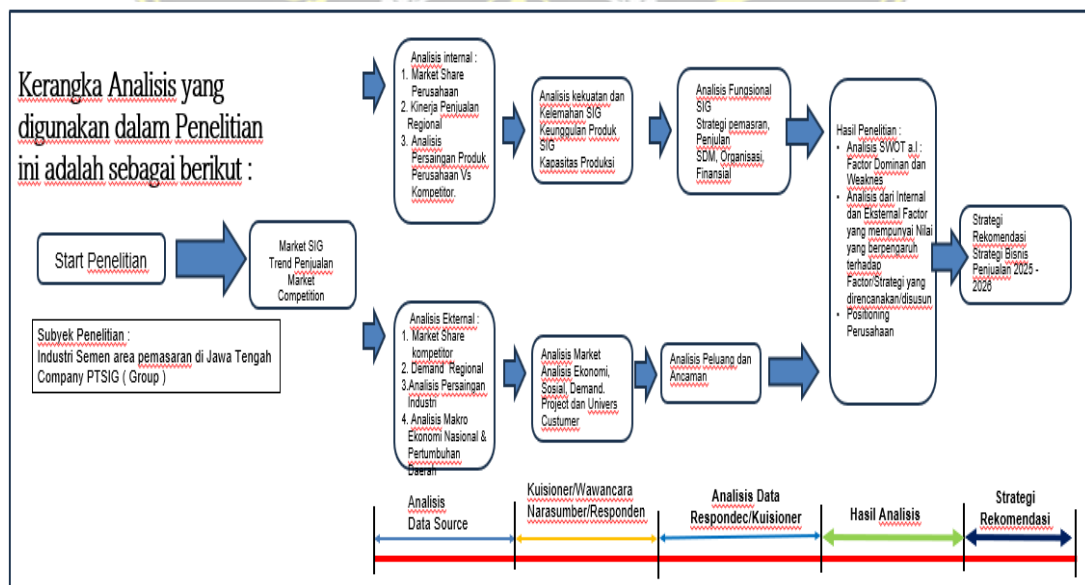 Kerangka Analisis yang
digunakan dalam Penelitian
ini adalah sebagai berikut :
Start Penelitian
Subyek Penelitian :
Industri Semen area pemasaran di Jawa Tengah
Company PTSIG ( Group )
Market SIG
Trend Penjualan
Market
Competition
Analisis internal :
1. Market Share
Perusahaan
2. Kinerja Penjualan
Regional
3. Analisis
Persaingan Produk
Perusahaan Vs
Kompetitor.
Analisis kekuatan dan
Kelemahan SIG
Keunggulan Produk
SIG
Kapasitas Produksi
Analisis Fungsional
SIG
Strategi pemasran,
Penjulan
SDM, Organisasi,
Finansial
Analisis Ekternal :
1. Market Share
kompetitor
2. Demand Regional
3.Analisis Persaingan
Industri
4. Analisis Makro
Ekonomi Nasional &
Pertumbuhan
Daerah
Analisis Market
Analisis Ekonomi,
Sosial, Demand.
Project dan Univers
Custumer
Analisis Peluang dan
Ancaman
Hasil Penelitian :
• Analisis SWOT a.l :
Factor Dominan dan
Weaknes
• Analisis dari Internal
dan Eksternal Factor
yang mempunyai Nilai
yang berpengaruh
terhadap
Factor/Strategi yang
direncanakan/disusun
• Positioning
Perusahaan
Strategi
Rekomendasi
Strategi Bisnis
Penjualan 2025 -
2026
Analisis
Data Source
Kuisioner/Wawancara
Narasumber/Responden
Analisis Data
Respondec/Kuisioner
Hasil Analisis
Strategi
Rekomendasi